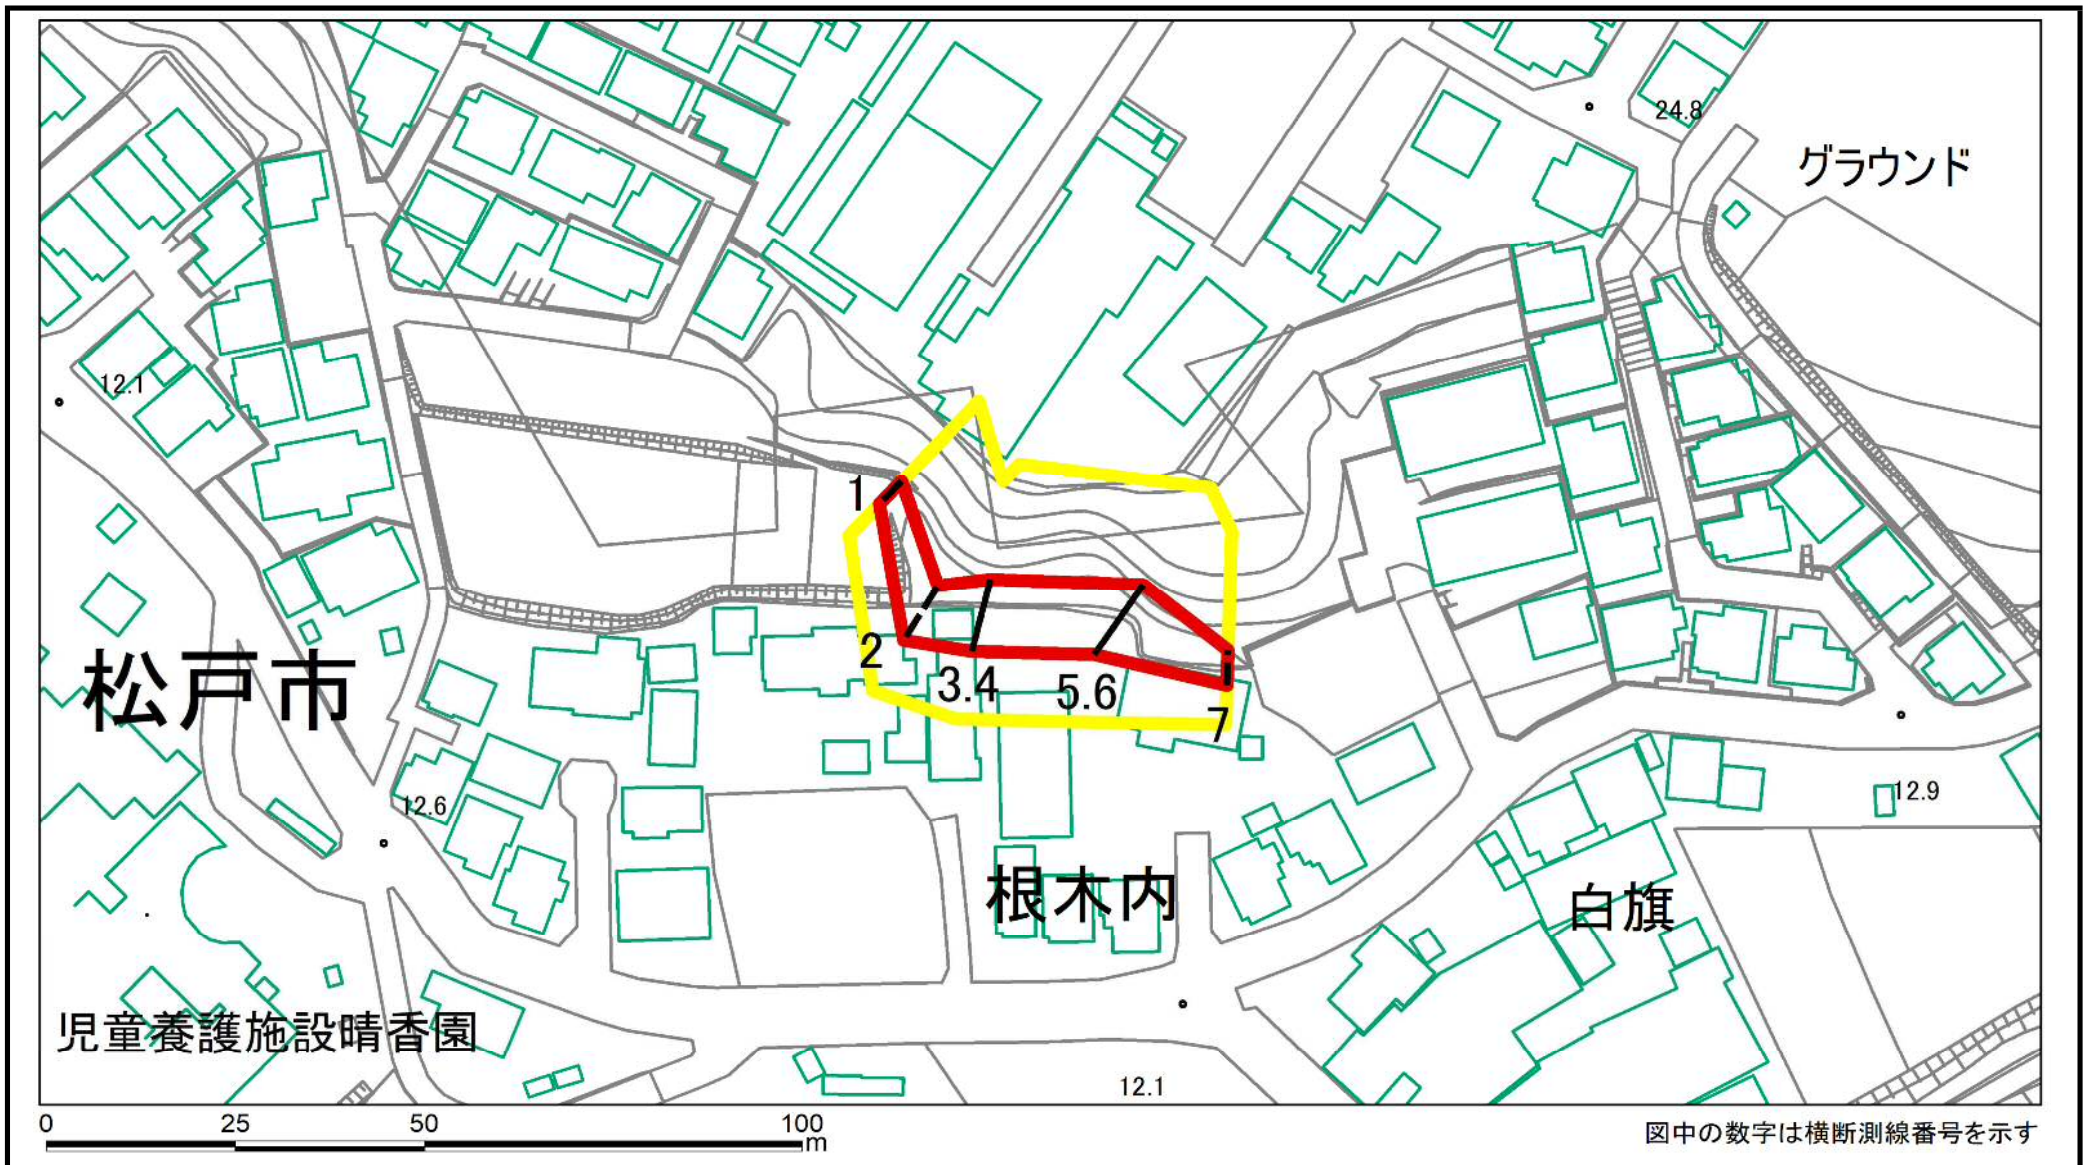 24.8
グラウンド
12.1
1
2
3.4
5.6
7
松戸市
12.6
12.9
根木内
白旗
児童養護施設晴香園
12.1
0 25 50 100
m
図中の数字は横断測線番号を示す